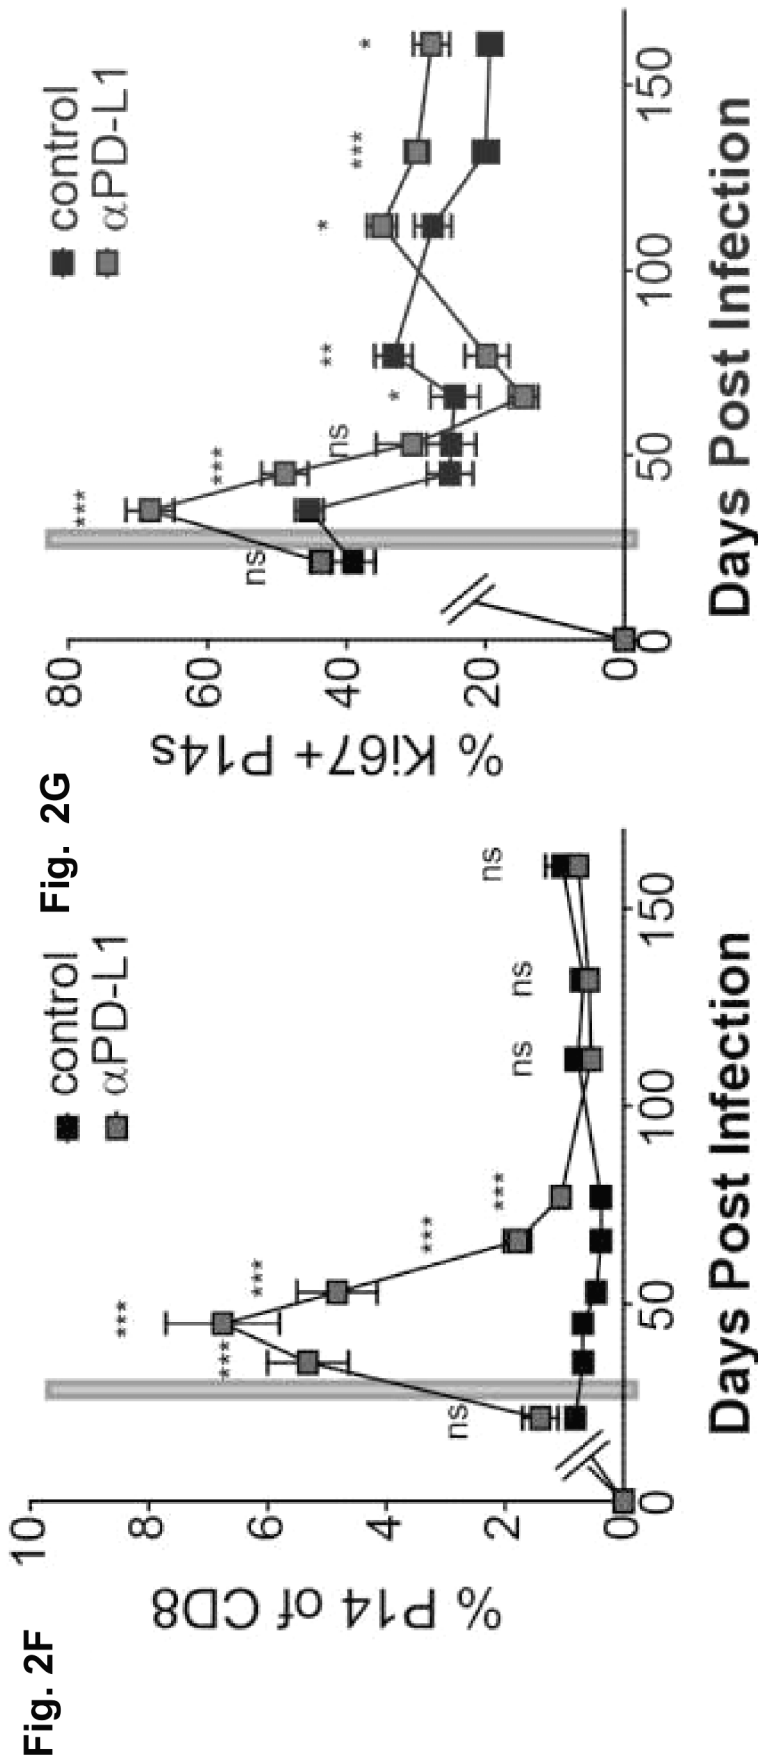 Fig. 2F
control
αPD-L1
% P14 of CD8
10
8
6
4
2
0
ns
***
***
***
***
***
ns
ns
ns
0
50
100
150
Days Post Infection
Fig. 2G
control
αPD-L1
% Ki67+ P14s
80
60
40
20
0
ns
***
***
ns
*
**
*
***
*
0
50
100
150
Days Post Infection